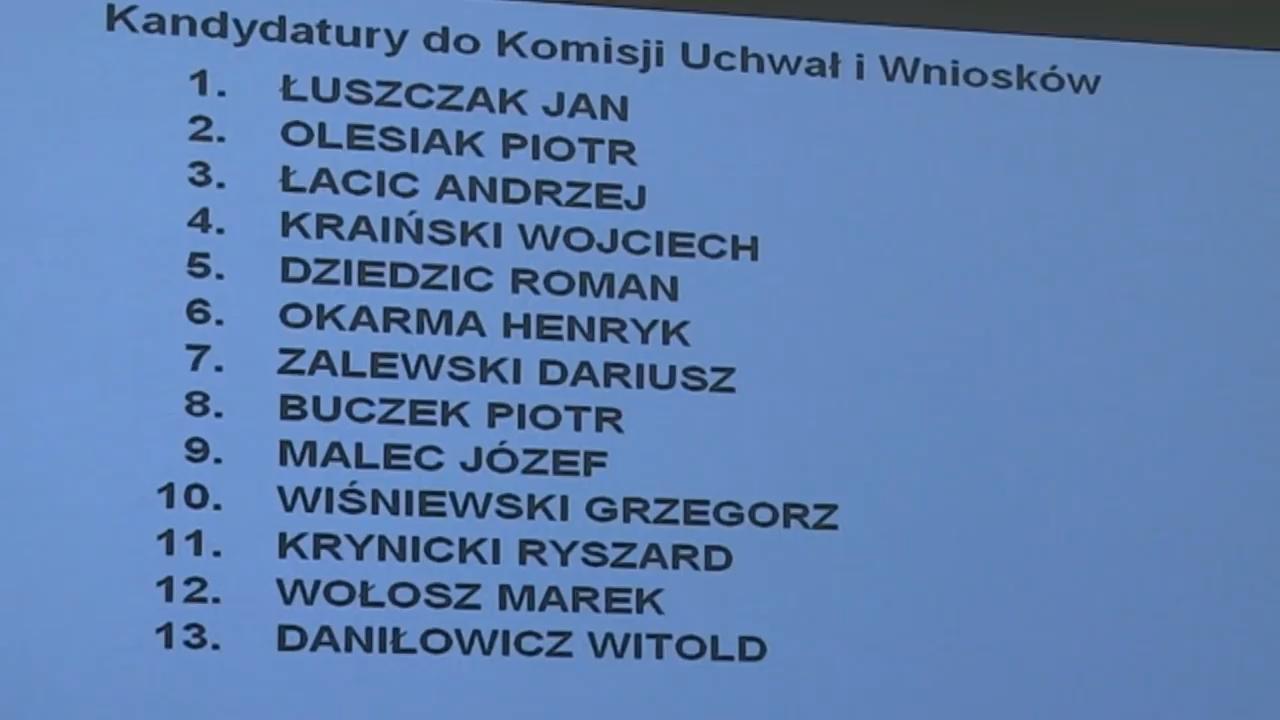 Kandydatury do Komisji Uchwał i Wniosków
1. ŁUSZCZAK JAN
2. OLESIAK PIOTR
3. ŁACIC ANDRZEJ
4. KRAIŃSKI WOJCIECH
5. DZIEDZIC ROMAN
6. OKARMA HENRYK
7. ZALEWSKI DARIUSZ
8. BUCZEK PIOTR
9. MALEC JÓZEF
10. WIŚNIEWSKI GRZEGORZ
11. KRYNICKI RYSZARD
12. WOŁOSZ MAREK
13. DANIŁOWICZ WITOLD